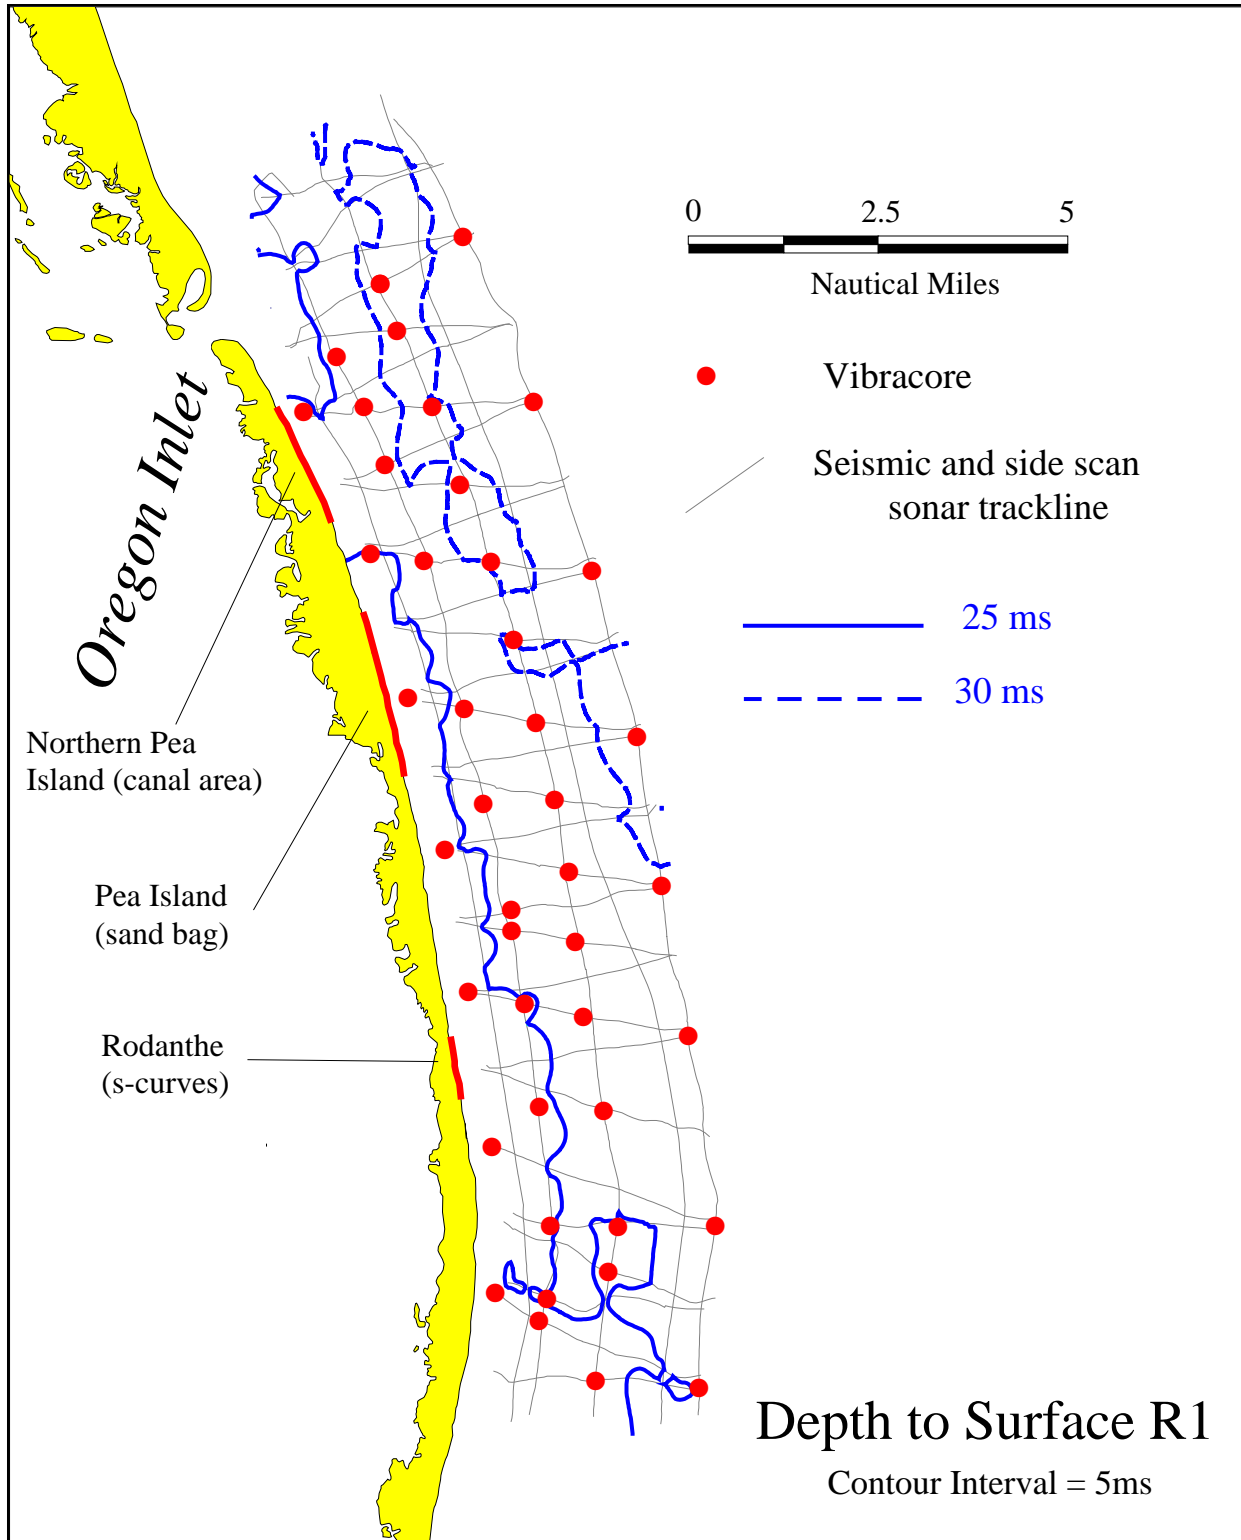 0 2.5 5
Nautical Miles
Vibracore
Seismic and side scan
sonar trackline
25 ms
30 ms
Oregon Inlet
Northern Pea
Island (canal area)
Pea Island
(sand bag)
Rodanthe
(s-curves)
Depth to Surface R1
Contour Interval = 5ms